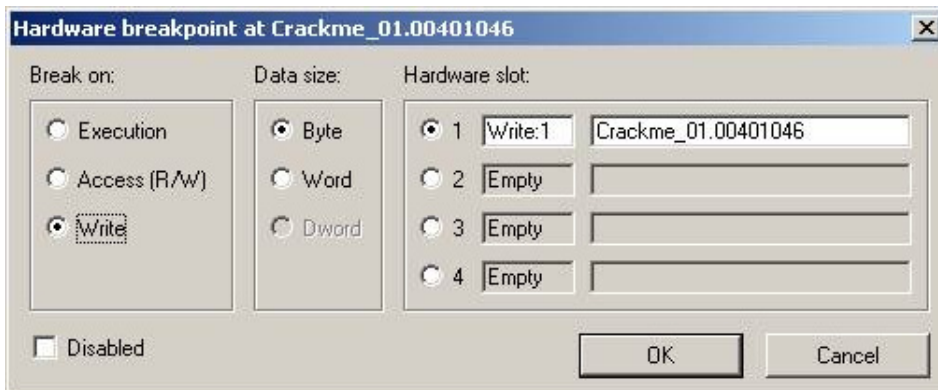 Hardware breakpoint at Crackme_01.00401046
Break on:
Execution
Access (R/W)
Write
Data size:
Byte
Word
Dword
Hardware slot:
1 Write:1 Crackme_01.00401046
2 Empty
3 Empty
4 Empty
Disabled
OK
Cancel